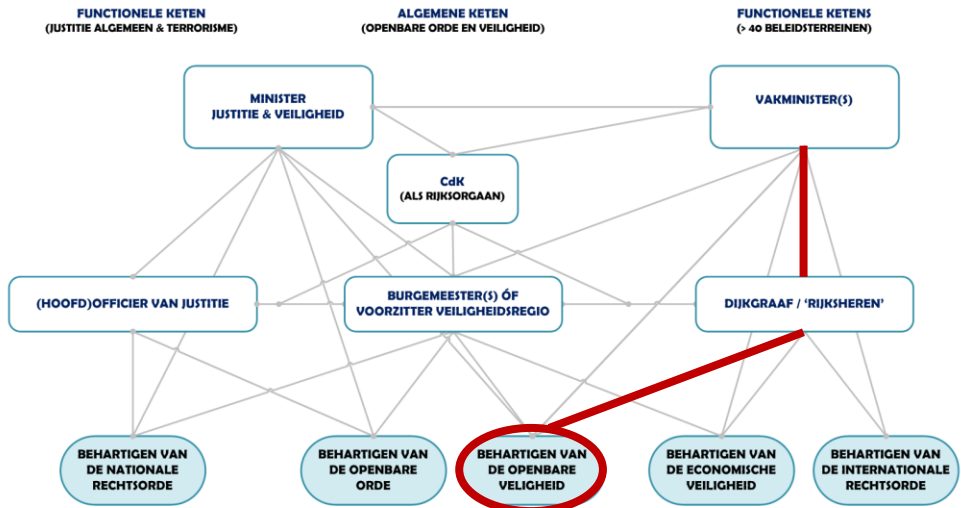 FUNCTIONELE KETEN
(JUSTITIE ALGEMEEN & TERRORISME)
ALGEMENE KETEN
(OPENBARE ORDE EN VEILIGHEID)
FUNCTIONELE KETENS
(> 40 BELEIDSTERREINEN)
MINISTER
JUSTITIE & VEILIGHEID
VAKMINISTER(S)
CdK
(ALS RIJKSORGAAN)
(HOOFD)OFFICIER VAN JUSTITIE
BURGEMEESTER(S) ÓF
VOORZITTER VEILIGHEIDSREGIO
DIJKGRAAF / ‘RIJKSHEREN’
BEHARTIGEN VAN
DE NATIONALE
RECHTSORDE
BEHARTIGEN VAN
DE OPENBARE
ORDE
BEHARTIGEN VAN
DE OPENBARE
VELIGHEID
BEHARTIGEN VAN
DE ECONOMISCHE
VEILIGHEID
BEHARTIGEN VAN
DE INTERNATIONALE
RECHTSORDE